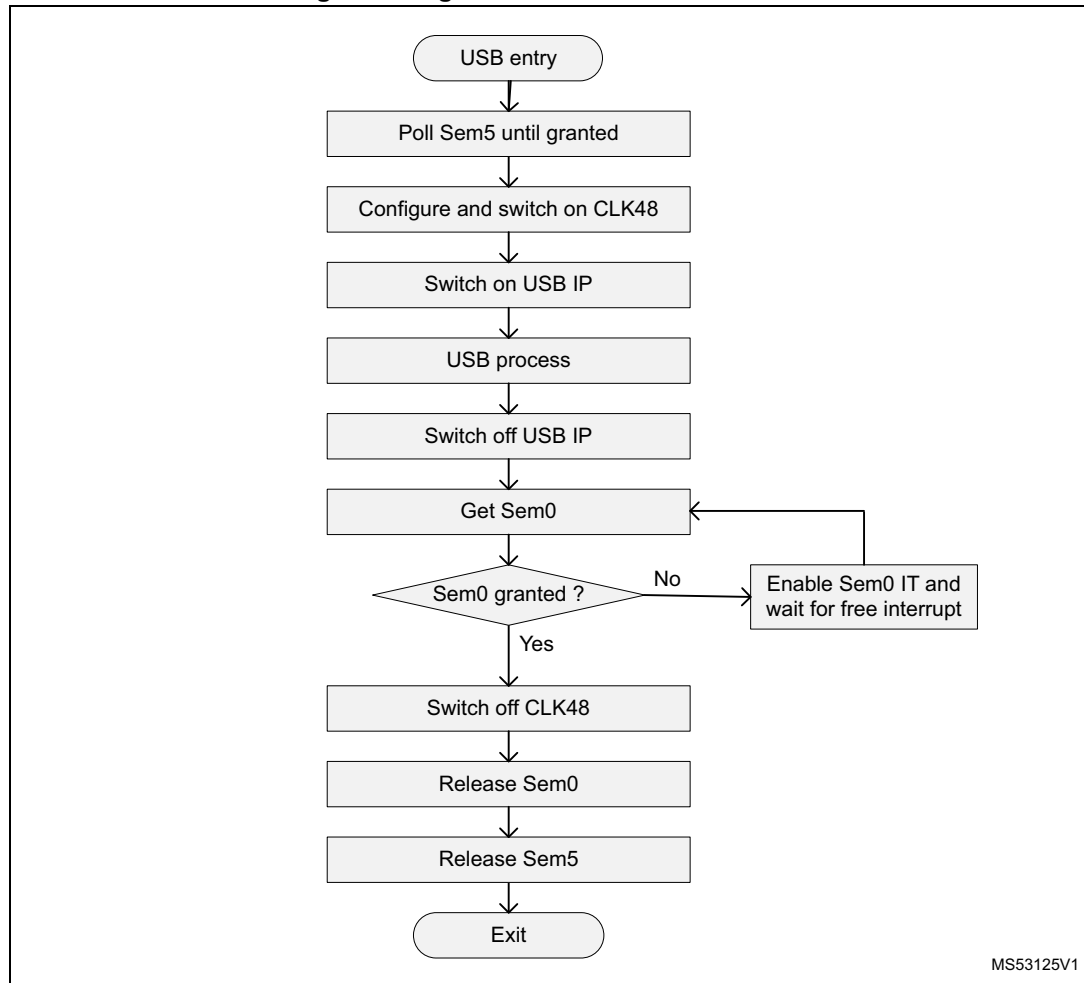 USB entry
Poll Sem5 until granted
Configure and switch on CLK48
Switch on USB IP
USB process
Switch off USB IP
Get Sem0
Sem0 granted ?
No
Enable Sem0 IT and
wait for free interrupt
Yes
Switch off CLK48
Release Sem0
Release Sem5
Exit
MS53125V1